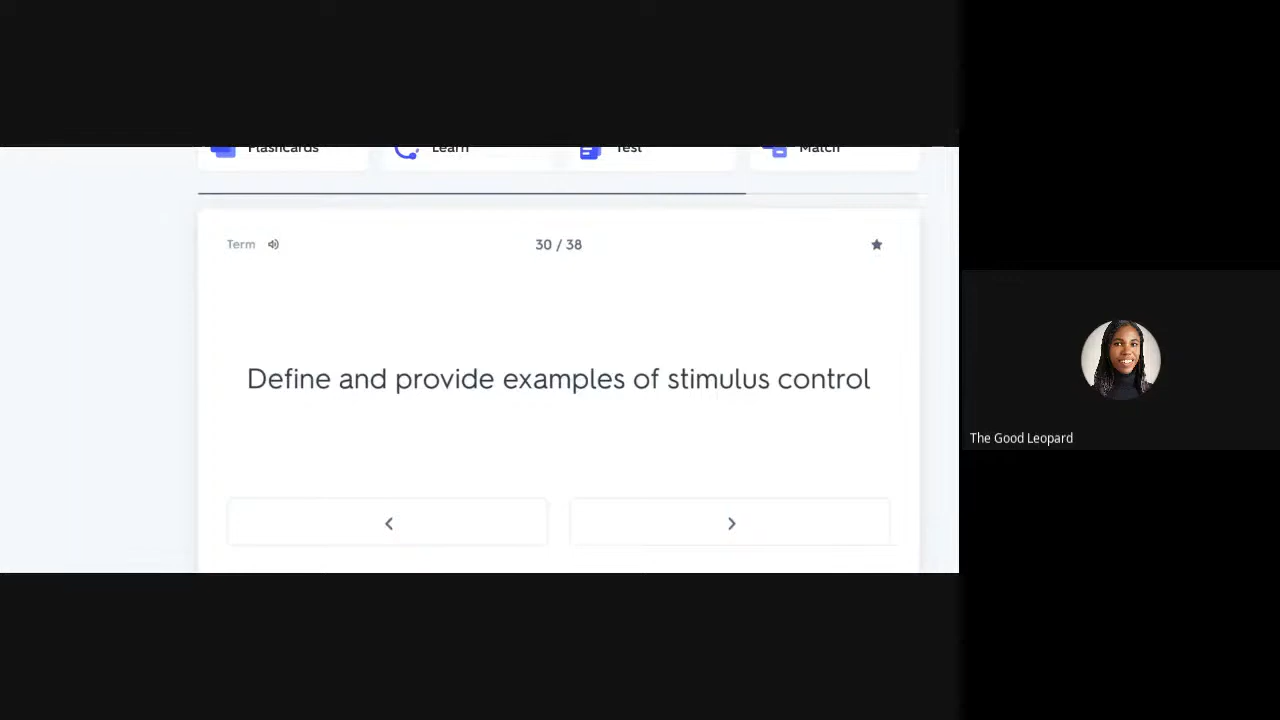 Flashcards Learn Test Match
Term 30 / 38
Define and provide examples of stimulus control
The Good Leopard